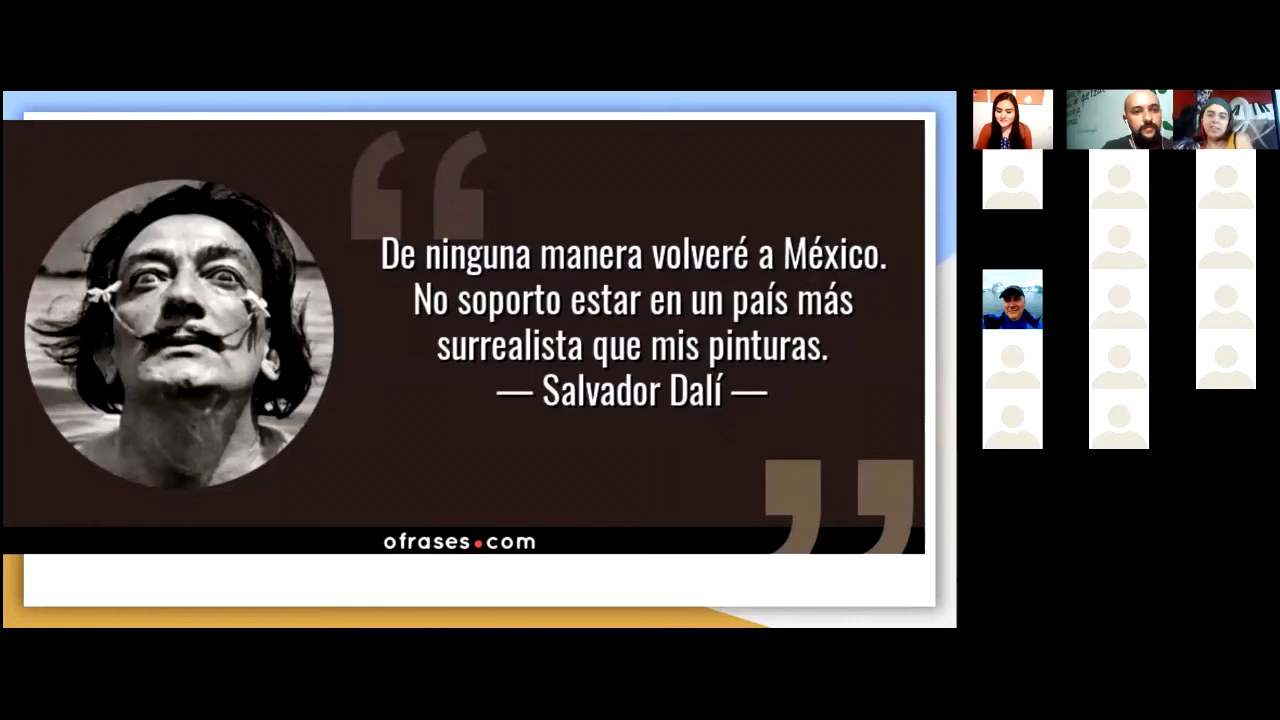 De ninguna manera volveré a México.
No soporto estar en un país más
surrealista que mis pinturas.
— Salvador Dalí —
ofrases.com